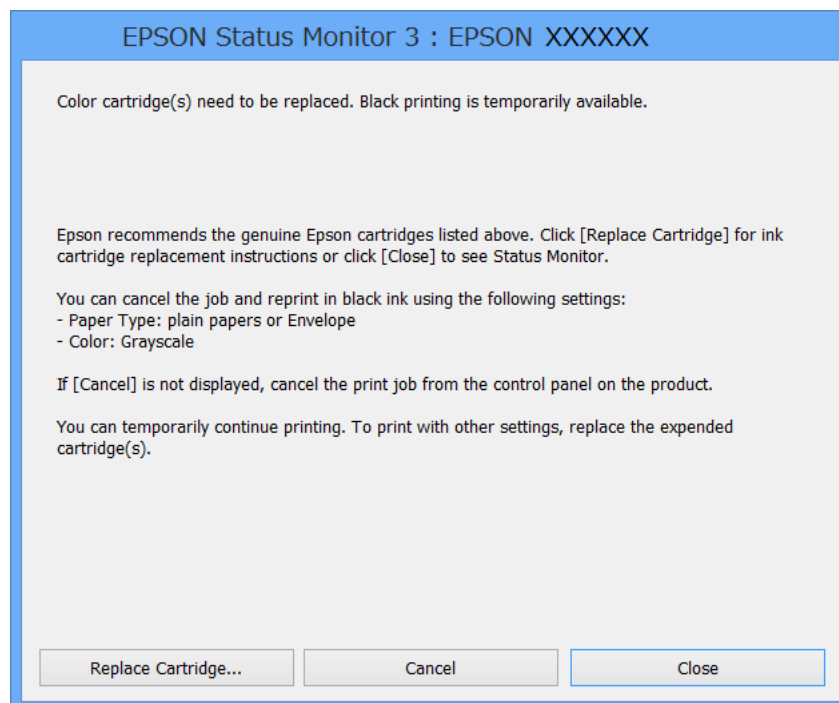 EPSON Status Monitor 3 : EPSON XXXXXX
Color cartridge(s) need to be replaced. Black printing is temporarily available.
Epson recommends the genuine Epson cartridges listed above. Click [Replace Cartridge] for ink
cartridge replacement instructions or click [Close] to see Status Monitor.
You can cancel the job and reprint in black ink using the following settings:
- Paper Type: plain papers or Envelope
- Color: Grayscale
If [Cancel] is not displayed, cancel the print job from the control panel on the product.
You can temporarily continue printing. To print with other settings, replace the expended
cartridge(s).
Replace Cartridge... Cancel Close